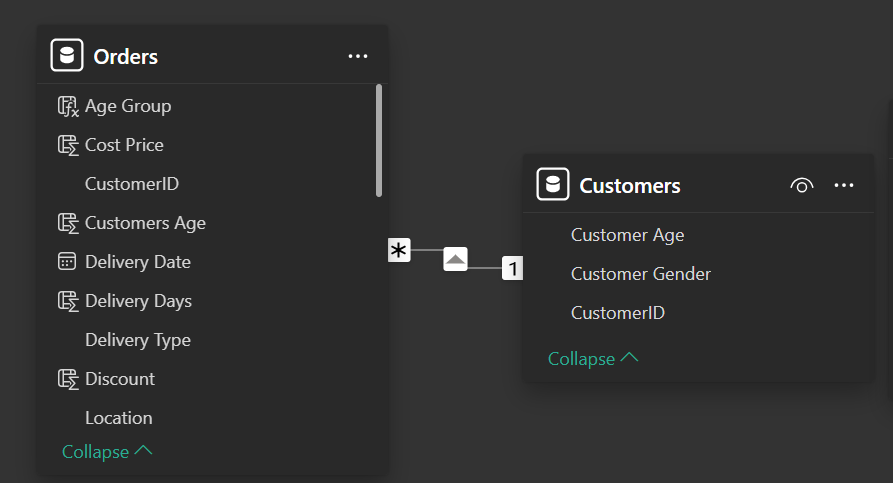 Orders
Age Group
Cost Price
CustomerID
Customers Age
Delivery Date
Delivery Days
Delivery Type
Discount
Location
Collapse
*
1
Customers
Customer Age
Customer Gender
CustomerID
Collapse